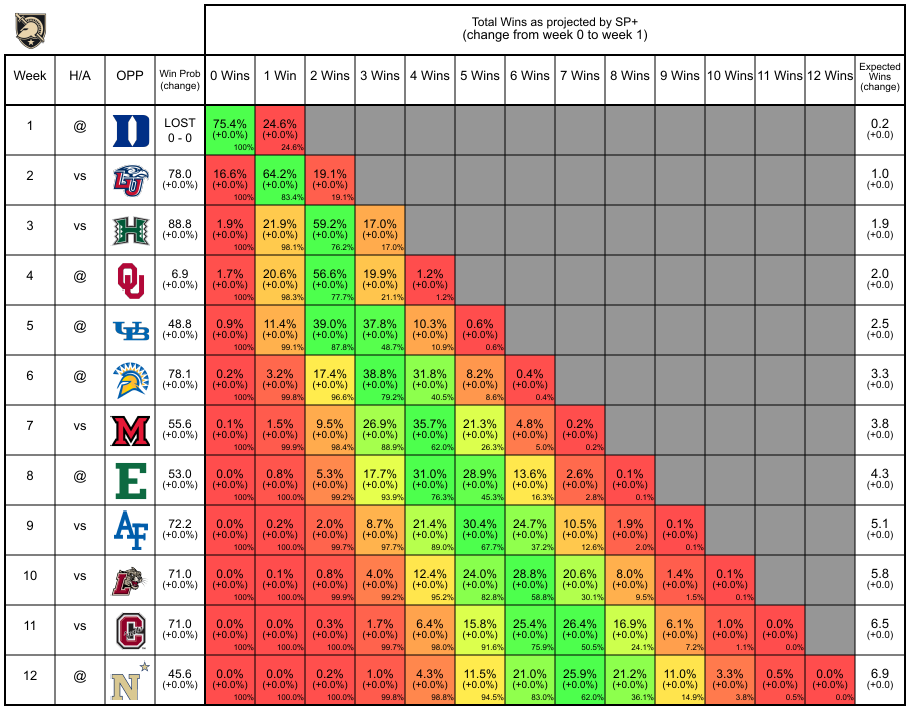 Total Wins as projected by SP+
(change from week 0 to week 1)
Week H/A OPP Win Prob (change) 0 Wins 1 Win 2 Wins 3 Wins 4 Wins 5 Wins 6 Wins 7 Wins 8 Wins 9 Wins 10 Wins 11 Wins 12 Wins Expected Wins (change)
1 @ D LOST 75.4% 24.6% 0.2
0 - 0 (+0.0%) (+0.0%) (+0.0)
100% 24.6%
2 vs LU 78.0 16.6% 64.2% 19.1% 1.0
(+0.0%) (+0.0%) (+0.0%) (+0.0%) (+0.0)
100% 83.4% 19.1%
3 vs H 88.8 1.9% 21.9% 59.2% 17.0% 1.9
(+0.0%) (+0.0%) (+0.0%) (+0.0%) (+0.0%) (+0.0)
100% 98.1% 76.2% 17.0%
4 @ OU 6.9 1.7% 20.6% 56.6% 19.9% 1.2% 2.0
(+0.0%) (+0.0%) (+0.0%) (+0.0%) (+0.0%) (+0.0%) (+0.0)
100% 98.3% 77.7% 21.1% 1.2%
5 @ UB 48.8 0.9% 11.4% 39.0% 37.8% 10.3% 0.6% 2.5
(+0.0%) (+0.0%) (+0.0%) (+0.0%) (+0.0%) (+0.0%) (+0.0%) (+0.0)
100% 99.1% 87.8% 48.7% 10.9% 0.6%
6 @ 78.1 0.2% 3.2% 17.4% 38.8% 31.8% 8.2% 0.4% 3.3
(+0.0%) (+0.0%) (+0.0%) (+0.0%) (+0.0%) (+0.0%) (+0.0%) (+0.0%) (+0.0)
100% 99.8% 96.6% 79.2% 40.5% 8.6% 0.4%
7 vs M 55.6 0.1% 1.5% 9.5% 26.9% 35.7% 21.3% 4.8% 0.2% 3.8
(+0.0%) (+0.0%) (+0.0%) (+0.0%) (+0.0%) (+0.0%) (+0.0%) (+0.0%) (+0.0%) (+0.0)
100% 99.9% 98.4% 88.9% 62.0% 26.3% 5.0% 0.2%
8 @ E 53.0 0.0% 0.8% 5.3% 17.7% 31.0% 28.9% 13.6% 2.6% 0.1% 4.3
(+0.0%) (+0.0%) (+0.0%) (+0.0%) (+0.0%) (+0.0%) (+0.0%) (+0.0%) (+0.0%) (+0.0%) (+0.0)
100% 100.0% 99.2% 93.9% 76.3% 45.3% 16.3% 2.8% 0.1%
9 vs AF 72.2 0.0% 0.2% 2.0% 8.7% 21.4% 30.4% 24.7% 10.5% 1.9% 0.1% 5.1
(+0.0%) (+0.0%) (+0.0%) (+0.0%) (+0.0%) (+0.0%) (+0.0%) (+0.0%) (+0.0%) (+0.0%) (+0.0%) (+0.0)
100% 100.0% 99.7% 97.7% 89.0% 67.7% 37.2% 12.6% 2.0% 0.1%
10 vs L 71.0 0.0% 0.1% 0.8% 4.0% 12.4% 24.0% 28.8% 20.6% 8.0% 1.4% 0.1% 5.8
(+0.0%) (+0.0%) (+0.0%) (+0.0%) (+0.0%) (+0.0%) (+0.0%) (+0.0%) (+0.0%) (+0.0%) (+0.0%) (+0.0%) (+0.0)
100% 100.0% 99.9% 99.2% 95.2% 82.8% 58.8% 30.1% 9.5% 1.5% 0.1%
11 vs C 71.0 0.0% 0.0% 0.3% 1.7% 6.4% 15.8% 25.4% 26.4% 16.9% 6.1% 1.0% 0.0% 6.5
(+0.0%) (+0.0%) (+0.0%) (+0.0%) (+0.0%) (+0.0%) (+0.0%) (+0.0%) (+0.0%) (+0.0%) (+0.0%) (+0.0%) (+0.0%) (+0.0)
100% 100.0% 100.0% 99.7% 98.0% 91.6% 75.9% 50.5% 24.1% 7.2% 1.1% 0.0%
12 @ N 45.6 0.0% 0.0% 0.2% 1.0% 4.3% 11.5% 21.0% 25.9% 21.2% 11.0% 3.3% 0.5% 0.0% 6.9
(+0.0%) (+0.0%) (+0.0%) (+0.0%) (+0.0%) (+0.0%) (+0.0%) (+0.0%) (+0.0%) (+0.0%) (+0.0%) (+0.0%) (+0.0%) (+0.0%) (+0.0)
100% 100.0% 100.0% 99.8% 98.8% 94.5% 83.0% 62.0% 36.1% 14.9% 3.8% 0.5% 0.0%